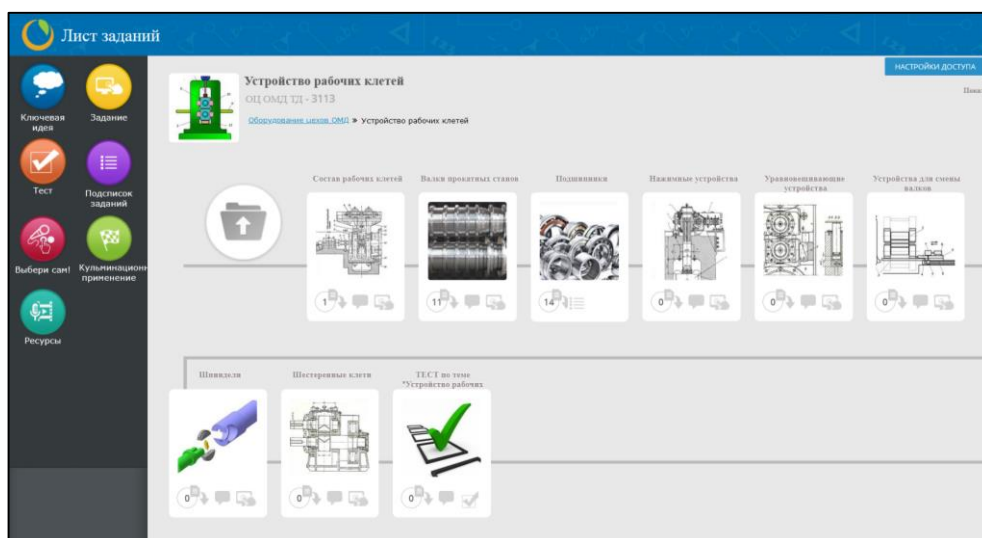 Лист заданий
НАСТРОЙКИ ДОСТУПА
Устройство рабочих клетей
ОЦ ОМД ТД - 3113
Оборудование цехов ОМД » Устройство рабочих клетей
Ключевая
идея
Задание
Тест
Подсписок
заданий
Выбери сам!
Кульминационн
применение
Ресурсы
Состав рабочих клетей
Валки прокатных станов
Подшипники
Нажимные устройства
Уравновешивающие
устройства
Устройства для смены
валков
1
11
14
0
0
0
Шпиндели
Шестеренные клети
ТЕСТ по теме
"Устройство рабочих
0
0
0